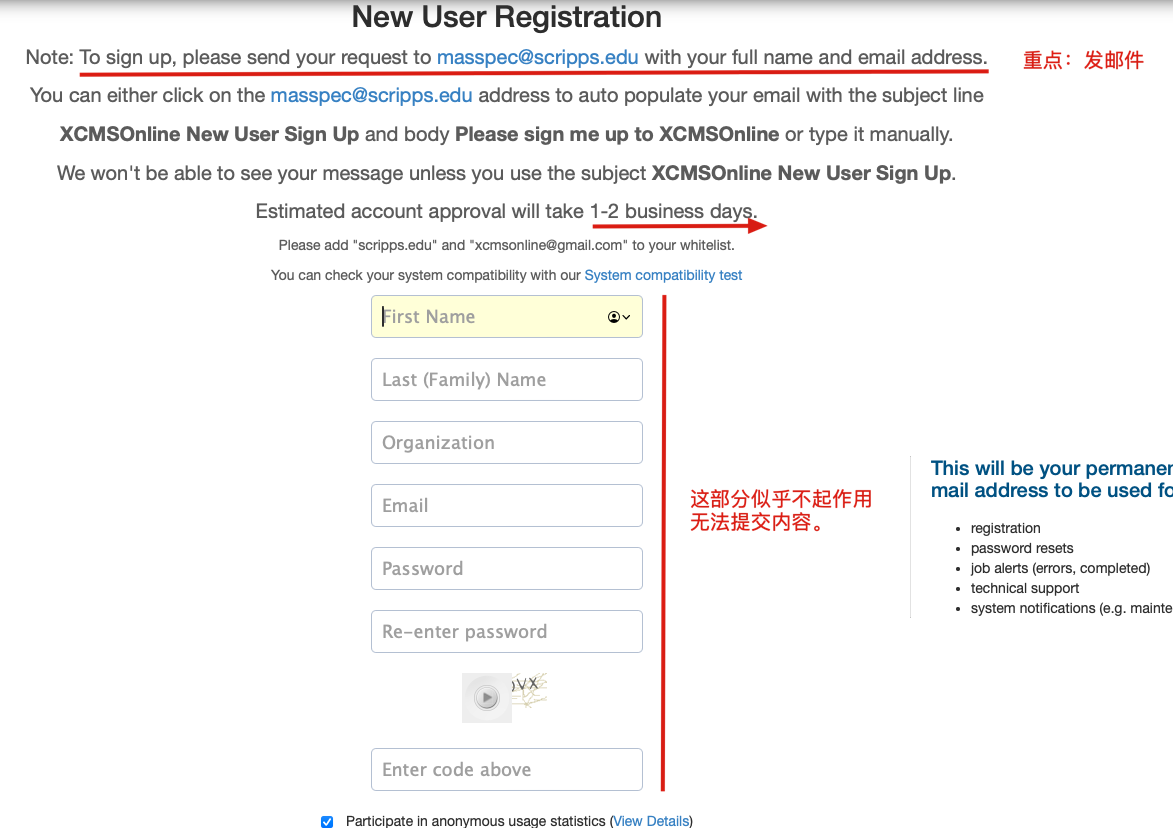 New User Registration
Note: To sign up, please send your request to masspec@scripps.edu with your full name and email address.
重点：发邮件
You can either click on the masspec@scripps.edu address to auto populate your email with the subject line
XCMSOnline New User Sign Up and body Please sign me up to XCMSOnline or type it manually.
We won't be able to see your message unless you use the subject XCMSOnline New User Sign Up.
Estimated account approval will take 1-2 business days.
Please add "scripps.edu" and "xcmsonline@gmail.com" to your whitelist.
You can check your system compatibility with our System compatibility test
First Name
Last (Family) Name
Organization
Email
Password
Re-enter password
VX
Enter code above
这部分似乎不起作用
无法提交内容。
This will be your permanen
mail address to be used fo
• registration
• password resets
• job alerts (errors, completed)
• technical support
• system notifications (e.g. mainte
Participate in anonymous usage statistics (View Details)